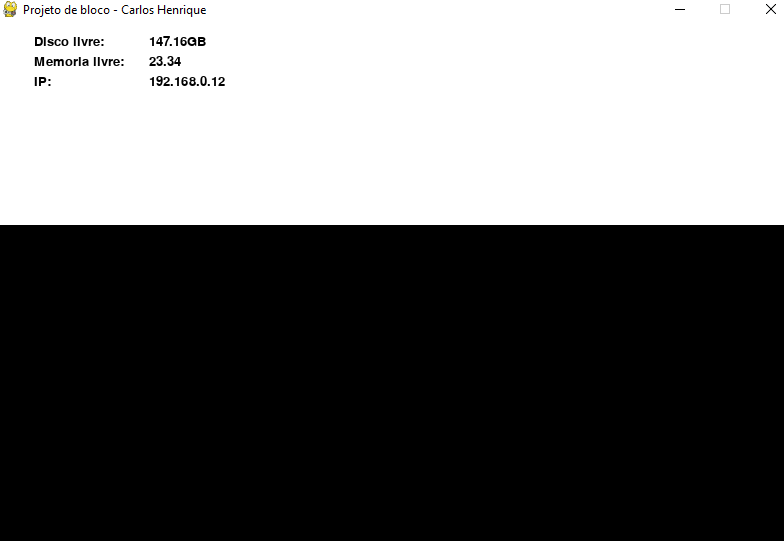 Projeto de bloco - Carlos Henrique
Disco livre: 147.16GB
Memoria livre: 23.34
IP: 192.168.0.12